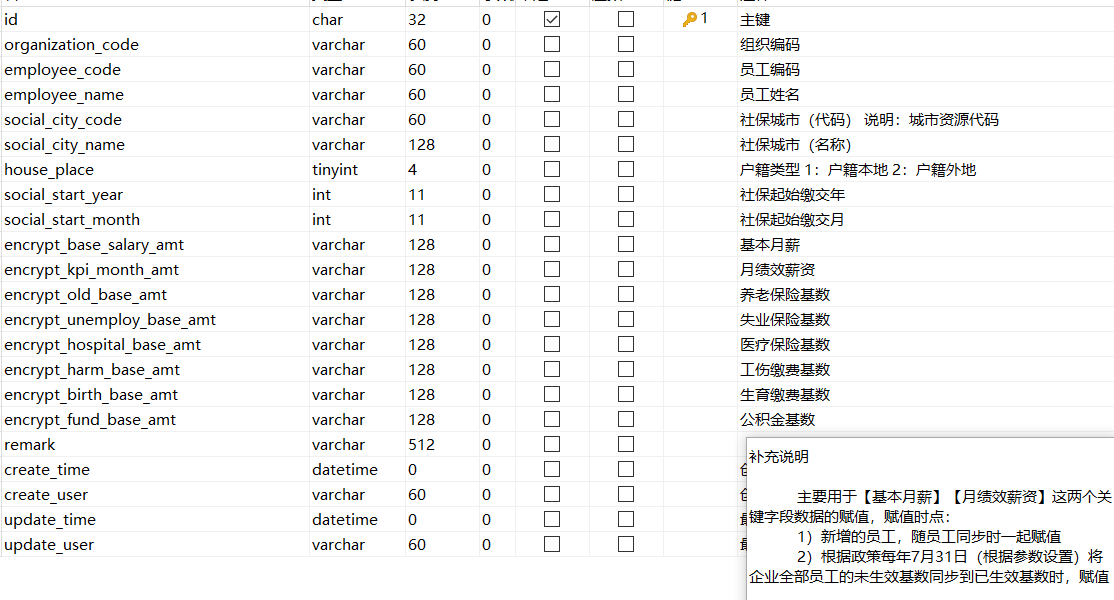 id char 32 0 1 主键
organization_code varchar 60 0 组织编码
employee_code varchar 60 0 员工编码
employee_name varchar 60 0 员工姓名
social_city_code varchar 60 0 社保城市（代码） 说明：城市资源代码
social_city_name varchar 128 0 社保城市（名称）
house_place tinyint 4 0 户籍类型 1：户籍本地 2：户籍外地
social_start_year int 11 0 社保起始缴交年
social_start_month int 11 0 社保起始缴交月
encrypt_base_salary_amt varchar 128 0 基本月薪
encrypt_kpi_month_amt varchar 128 0 月绩效薪资
encrypt_old_base_amt varchar 128 0 养老保险基数
encrypt_unemploy_base_amt varchar 128 0 失业保险基数
encrypt_hospital_base_amt varchar 128 0 医疗保险基数
encrypt_harm_base_amt varchar 128 0 工伤缴费基数
encrypt_birth_base_amt varchar 128 0 生育缴费基数
encrypt_fund_base_amt varchar 128 0 公积金基数
remark varchar 512 0
create_time datetime 0 0
create_user varchar 60 0
update_time datetime 0 0
update_user varchar 60 0
补充说明
主要用于【基本月薪】【月绩效薪资】这两个关
键字段数据的赋值，赋值时点：
1）新增的员工，随员工同步时一起赋值
2）根据政策每年7月31日（根据参数设置）将
企业全部员工的未生效基数同步到已生效基数时，赋值